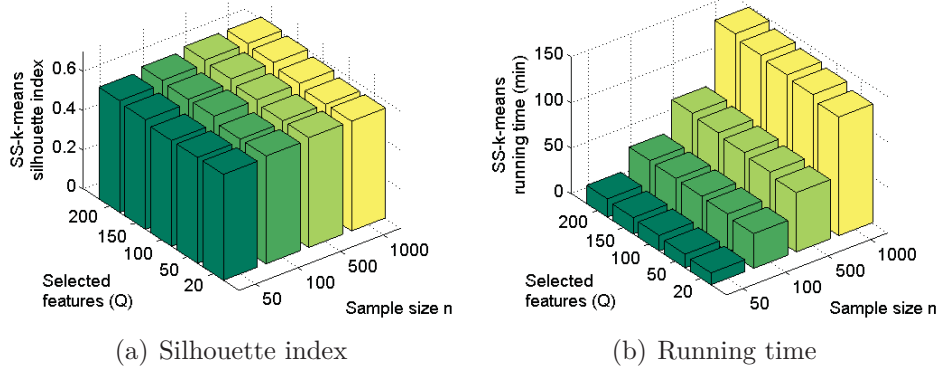 SS-k-means
silhouette index
0.6
0.4
0.2
0
200
150
100
50
20
Selected
features (Q)
50
100
500
1000
Sample size n
(a) Silhouette index
SS-k-means
running time (min)
150
100
50
0
200
150
100
50
20
Selected
features (Q)
50
100
500
1000
Sample size n
(b) Running time